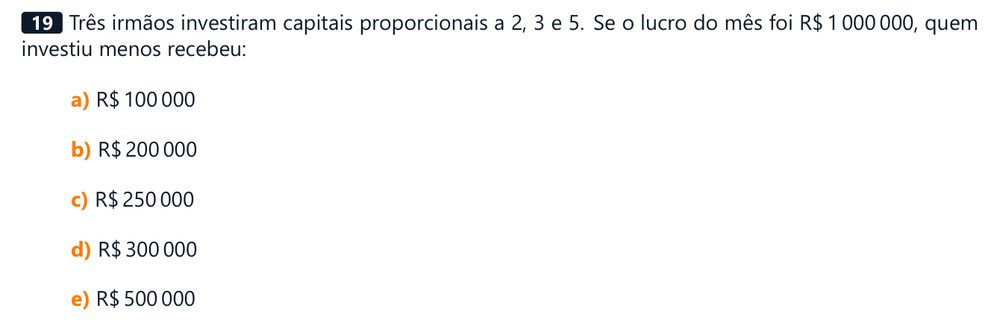 19 Três irmãos investiram capitais proporcionais a 2, 3 e 5. Se o lucro do mês foi R$ 1 000 000, quem
investiu menos recebeu:
a) R$ 100 000
b) R$ 200 000
c) R$ 250 000
d) R$ 300 000
e) R$ 500 000